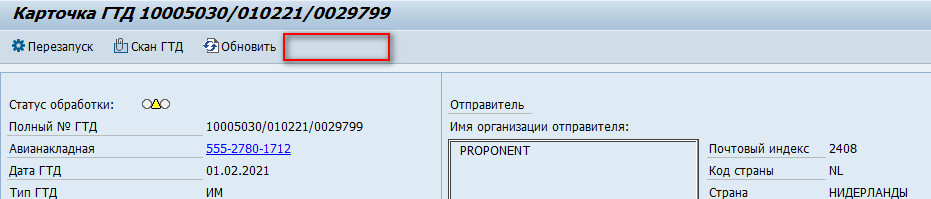 Карточка ГТД 10005030/010221/0029799
Перезапуск Скан ГТД Обновить
Статус обработки:
Полный № ГТД 10005030/010221/0029799
Авианакладная 555-2780-1712
Дата ГТД 01.02.2021
Тип ГТД ИМ
Отправитель
Имя организации отправителя:
PROPONENT
Почтовый индекс 2408
Код страны NL
Страна НИДЕРЛАНДЫ